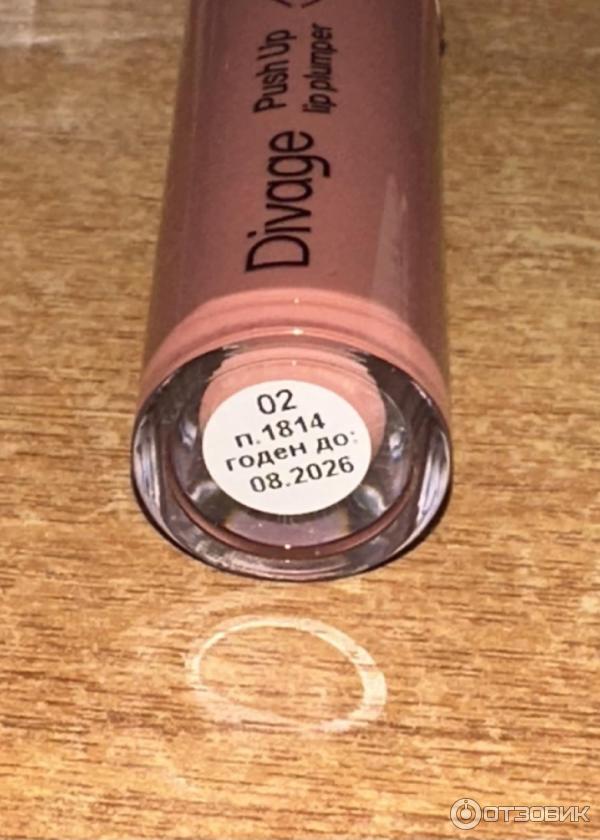 Divage
Push Up
lip plumper
02
п.1814
годен до:
08.2026
ОТЗОВИК